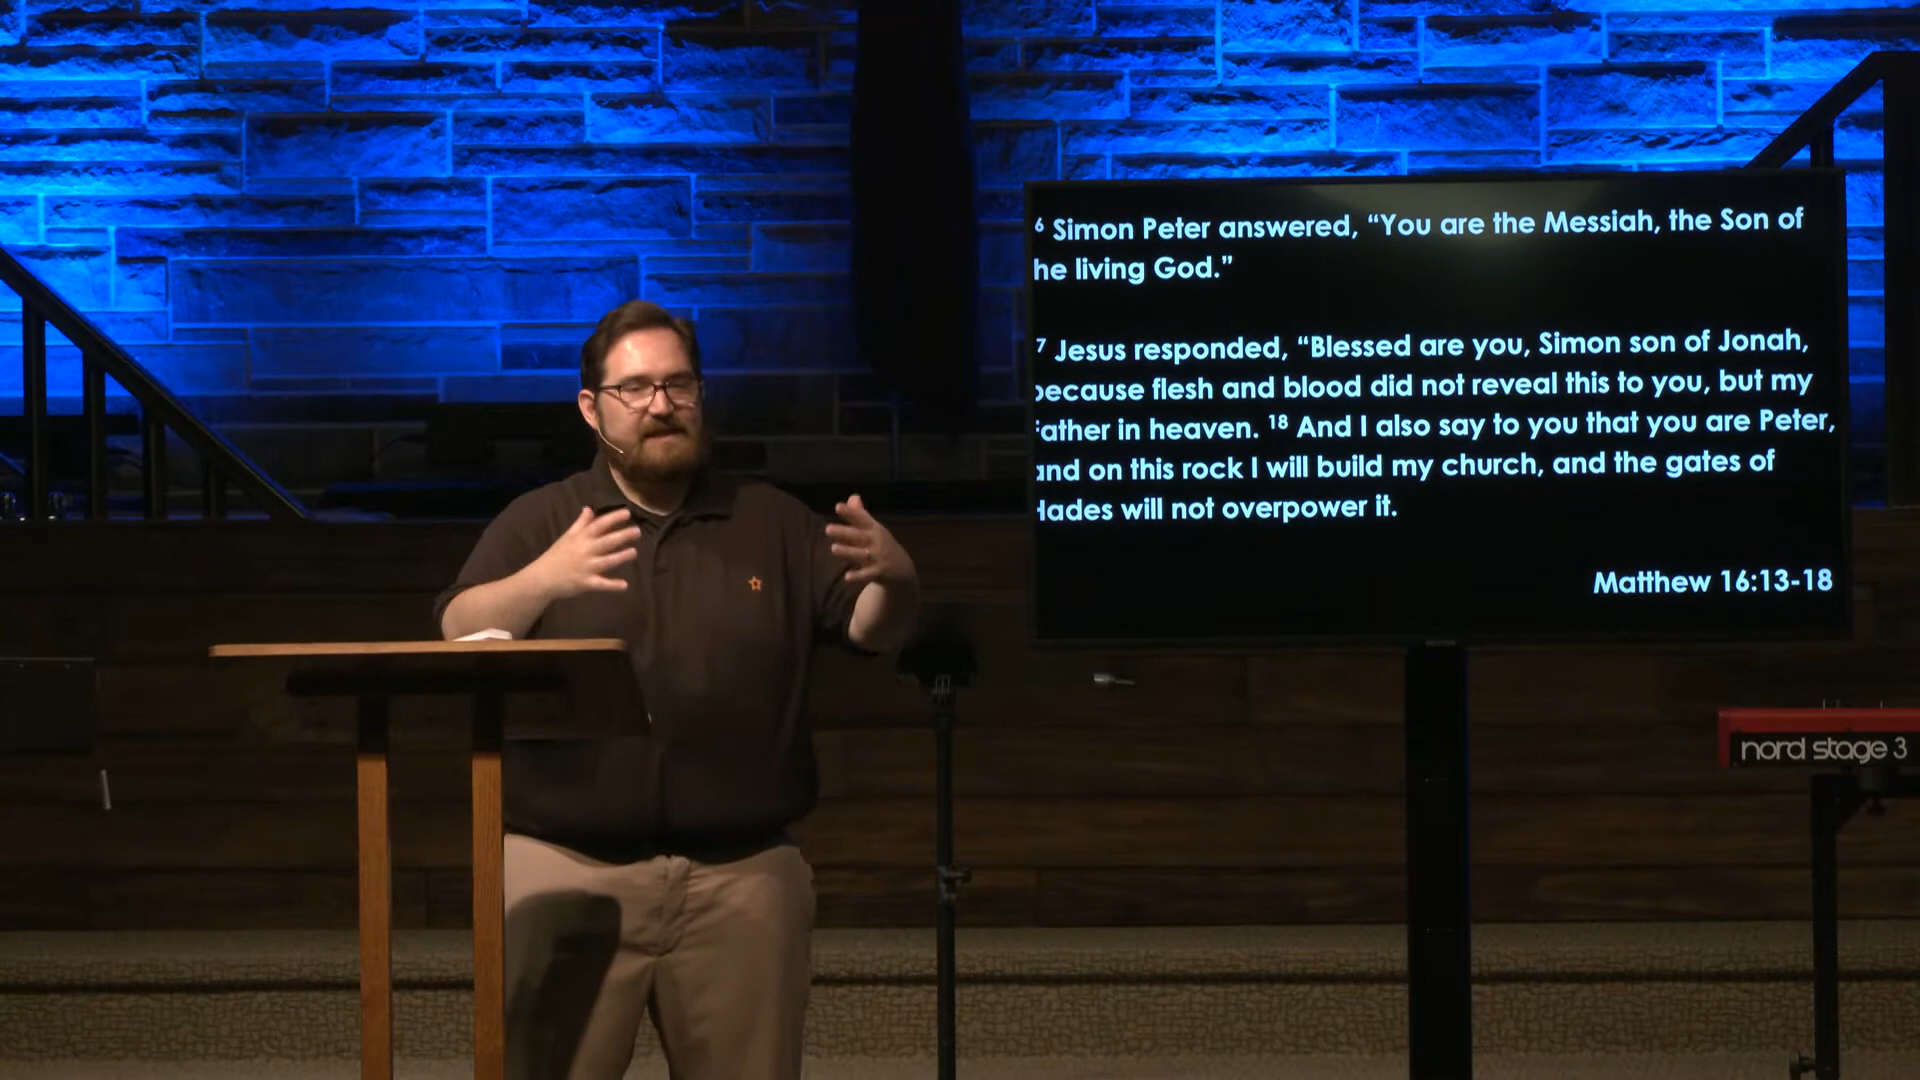 ⁶ Simon Peter answered, “You are the Messiah, the Son of
he living God.”
⁷ Jesus responded, “Blessed are you, Simon son of Jonah,
ecause flesh and blood did not reveal this to you, but my
ather in heaven. ¹⁸ And I also say to you that you are Peter,
and on this rock I will build my church, and the gates of
Hades will not overpower it.
Matthew 16:13-18
nord stage 3